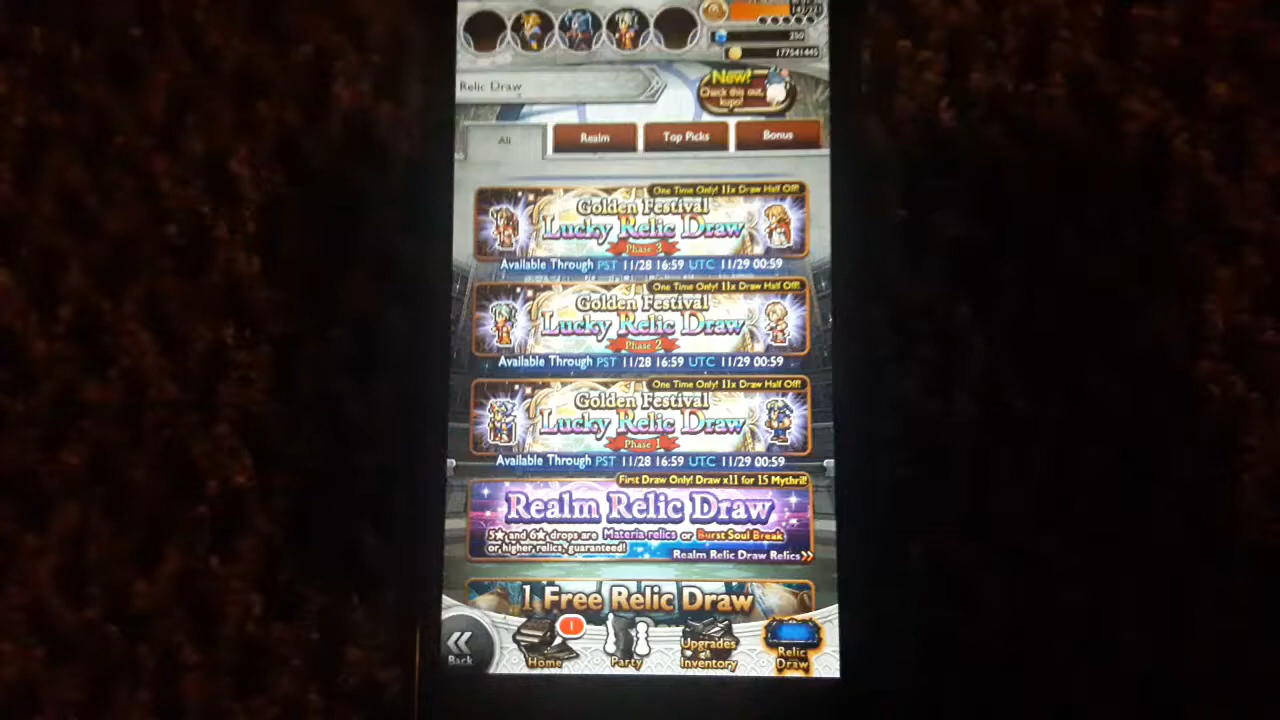 250
177541445
Relic Draw
New!
Check this out,
kupo!
All
Realm
Top Picks
Bonus
One Time Only! 11x Draw Half Off!
Golden Festival
Lucky Relic Draw
Phase 3
Available Through PST 11/28 16:59 UTC 11/29 00:59
One Time Only! 11x Draw Half Off!
Golden Festival
Lucky Relic Draw
Phase 2
Available Through PST 11/28 16:59 UTC 11/29 00:59
One Time Only! 11x Draw Half Off!
Golden Festival
Lucky Relic Draw
Phase 1
Available Through PST 11/28 16:59 UTC 11/29 00:59
First Draw Only! Draw x11 for 15 Mythril!
Realm Relic Draw
5★ and 6★ drops are Materia relics or Burst Soul Break
or higher relics, guaranteed!
Realm Relic Draw Relics
1 Free Relic Draw
Back
1
Home
Party
Upgrades
Inventory
Relic
Draw